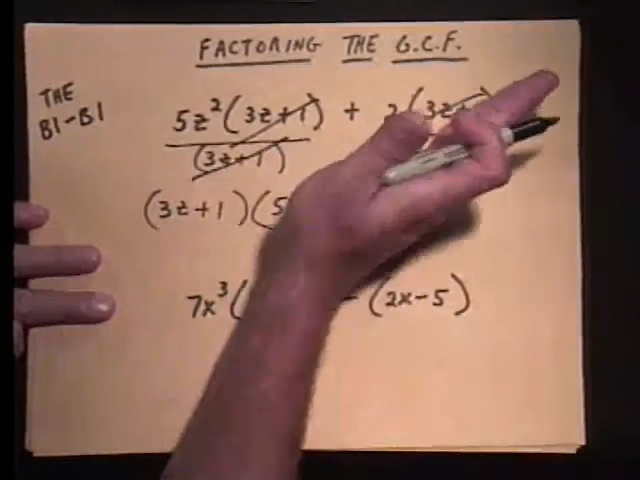 FACTORING THE G.C.F.
THE
BI-BI
5z²(3z+1) + 2(3z+
(3z+1)
(3z+1)(5
7x³( - (2x-5)